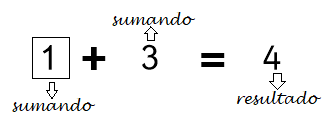 sumando
1 + 3 = 4
sumando resultado